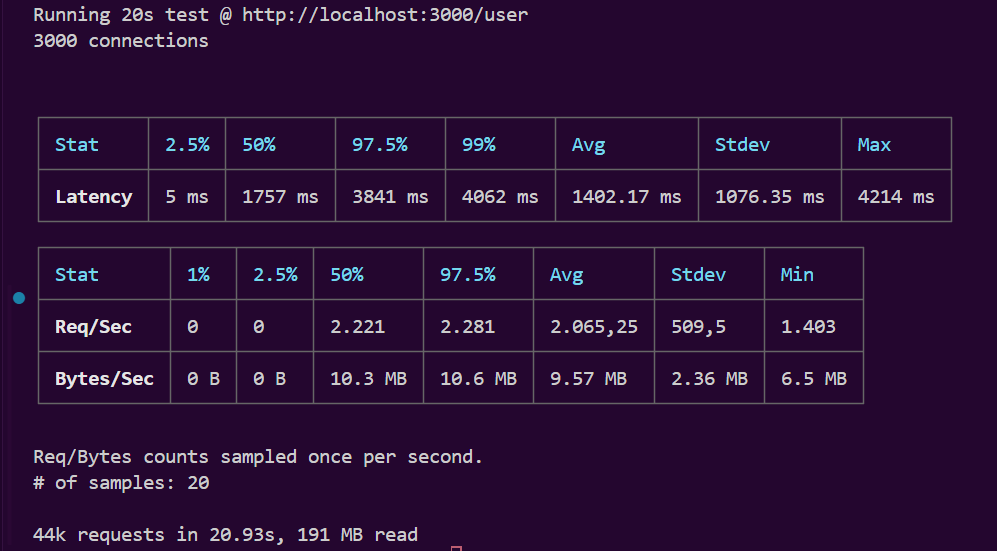 Running 20s test @ http://localhost:3000/user
3000 connections
Stat 2.5% 50% 97.5% 99% Avg Stdev Max
Latency 5 ms 1757 ms 3841 ms 4062 ms 1402.17 ms 1076.35 ms 4214 ms
Stat 1% 2.5% 50% 97.5% Avg Stdev Min
Req/Sec 0 0 2.221 2.281 2.065,25 509,5 1.403
Bytes/Sec 0 B 0 B 10.3 MB 10.6 MB 9.57 MB 2.36 MB 6.5 MB
Req/Bytes counts sampled once per second.
# of samples: 20
44k requests in 20.93s, 191 MB read